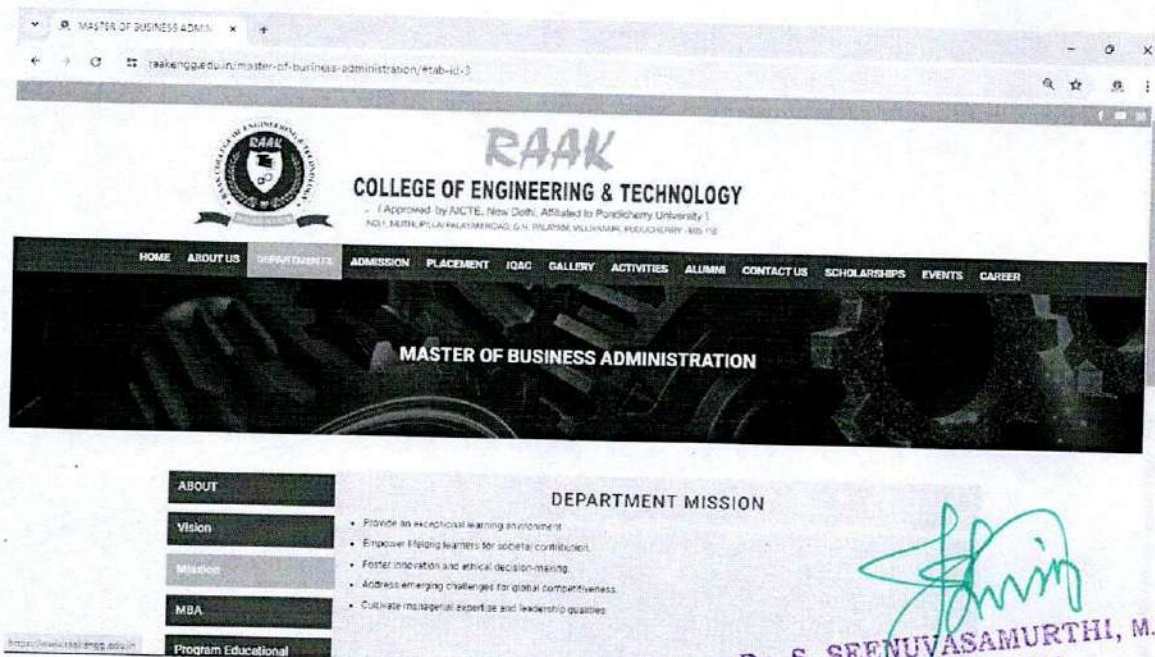 MASTER OF BUSINESS ADMIN
raakengg.edu.in/master-of-business-administration/#tab-id-3
RAAK
RAAK
COLLEGE OF ENGINEERING & TECHNOLOGY
( Approved by AICTE, New Delhi, Affiliated to Pondicherry University )
HOME ABOUT US DEPARTMENTS ADMISSION PLACEMENT IQAC GALLERY ACTIVITIES ALUMNI CONTACT US SCHOLARSHIPS EVENTS CAREER
MASTER OF BUSINESS ADMINISTRATION
ABOUT
Vision
Mission
MBA
Program Educational
DEPARTMENT MISSION
• Provide an exceptional learning environment.
• Empower lifelong learners for societal contribution.
• Foster innovation and ethical decision-making.
• Address emerging challenges for global competitiveness.
• Cultivate managerial expertise and leadership qualities.
https://www.raakengg.edu.in
S. SEENUVASAMURTHI, M.